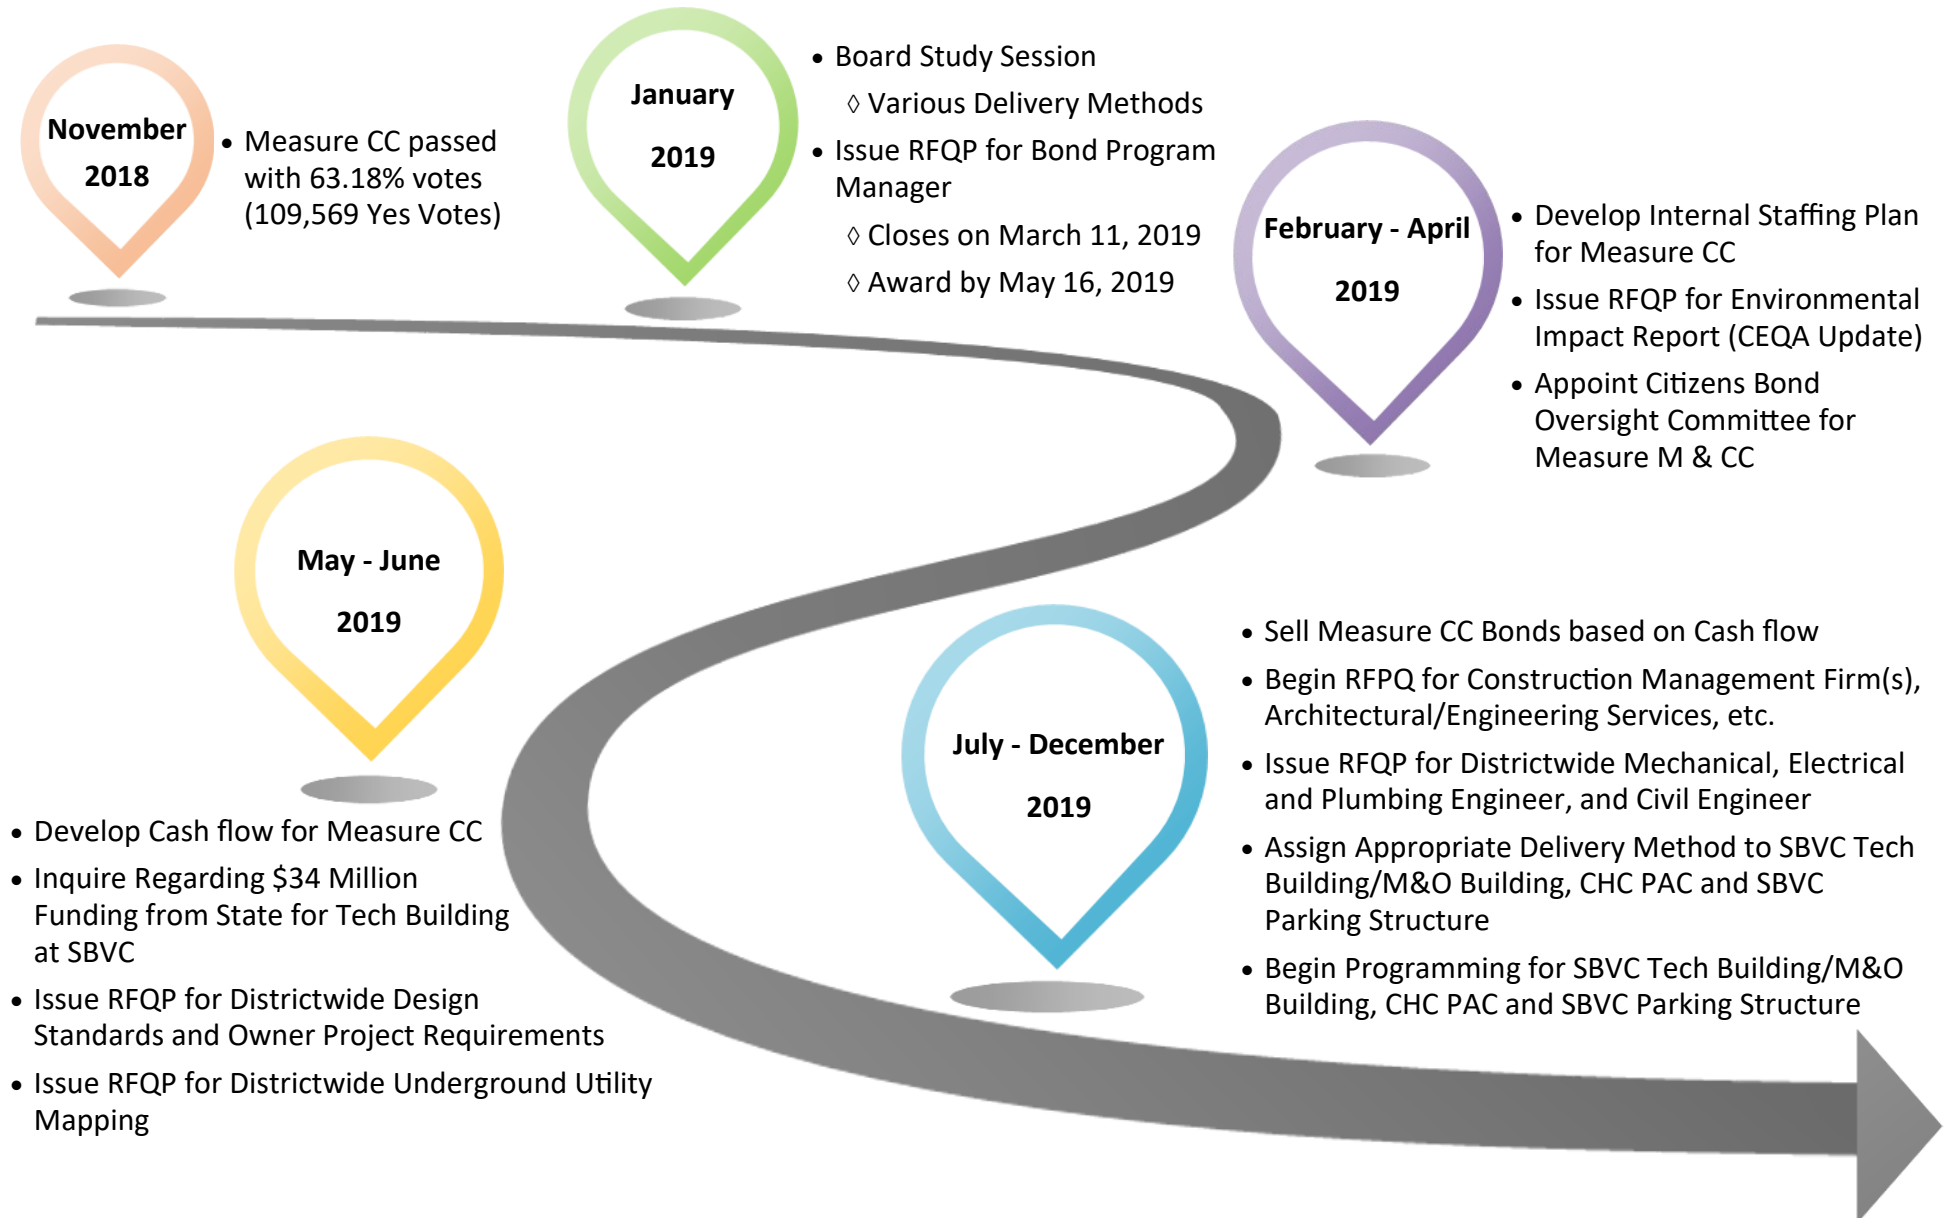 November
2018
• Measure CC passed
with 63.18% votes
(109,569 Yes Votes)
January
2019
• Board Study Session
◊ Various Delivery Methods
• Issue RFQP for Bond Program
Manager
◊ Closes on March 11, 2019
◊ Award by May 16, 2019
February - April
2019
• Develop Internal Staffing Plan
for Measure CC
• Issue RFQP for Environmental
Impact Report (CEQA Update)
• Appoint Citizens Bond
Oversight Committee for
Measure M & CC
May - June
2019
• Develop Cash flow for Measure CC
• Inquire Regarding $34 Million
Funding from State for Tech Building
at SBVC
• Issue RFQP for Districtwide Design
Standards and Owner Project Requirements
• Issue RFQP for Districtwide Underground Utility
Mapping
July - December
2019
• Sell Measure CC Bonds based on Cash flow
• Begin RFPQ for Construction Management Firm(s),
Architectural/Engineering Services, etc.
• Issue RFQP for Districtwide Mechanical, Electrical
and Plumbing Engineer, and Civil Engineer
• Assign Appropriate Delivery Method to SBVC Tech
Building/M&O Building, CHC PAC and SBVC
Parking Structure
• Begin Programming for SBVC Tech Building/M&O
Building, CHC PAC and SBVC Parking Structure